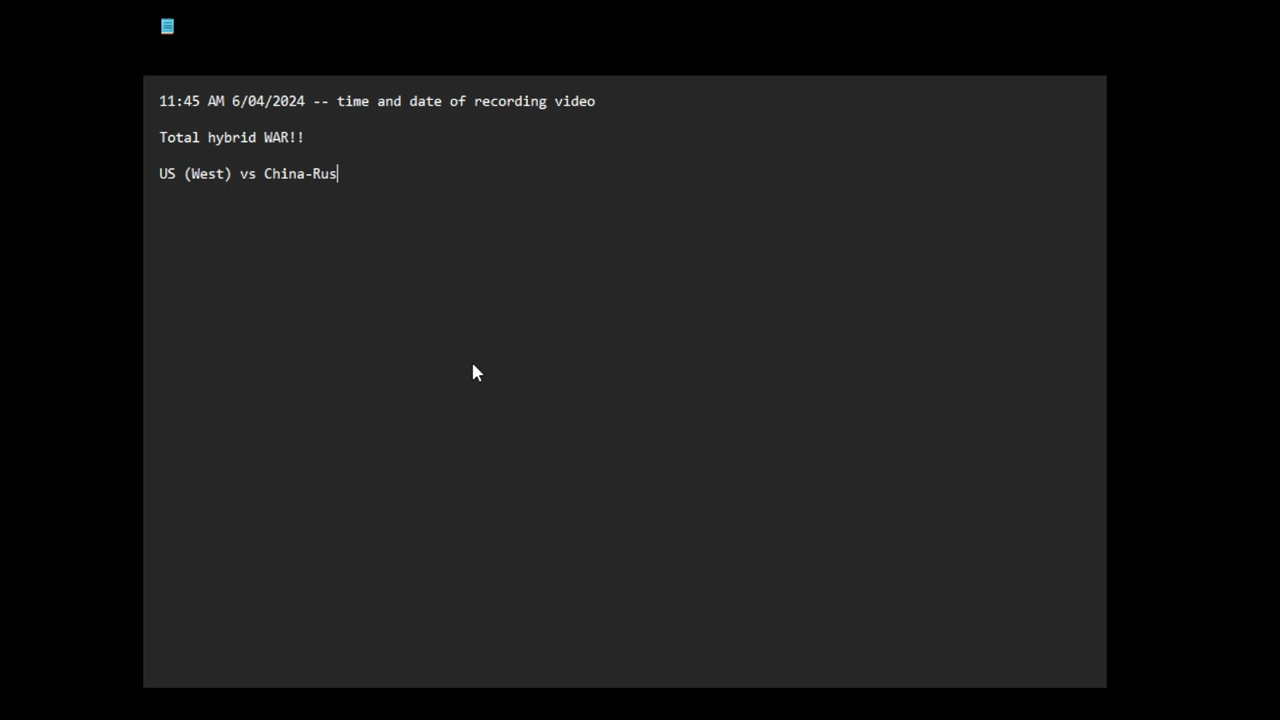 11:45 AM 6/04/2024 -- time and date of recording video
Total hybrid WAR!!
US (West) vs China-Rus